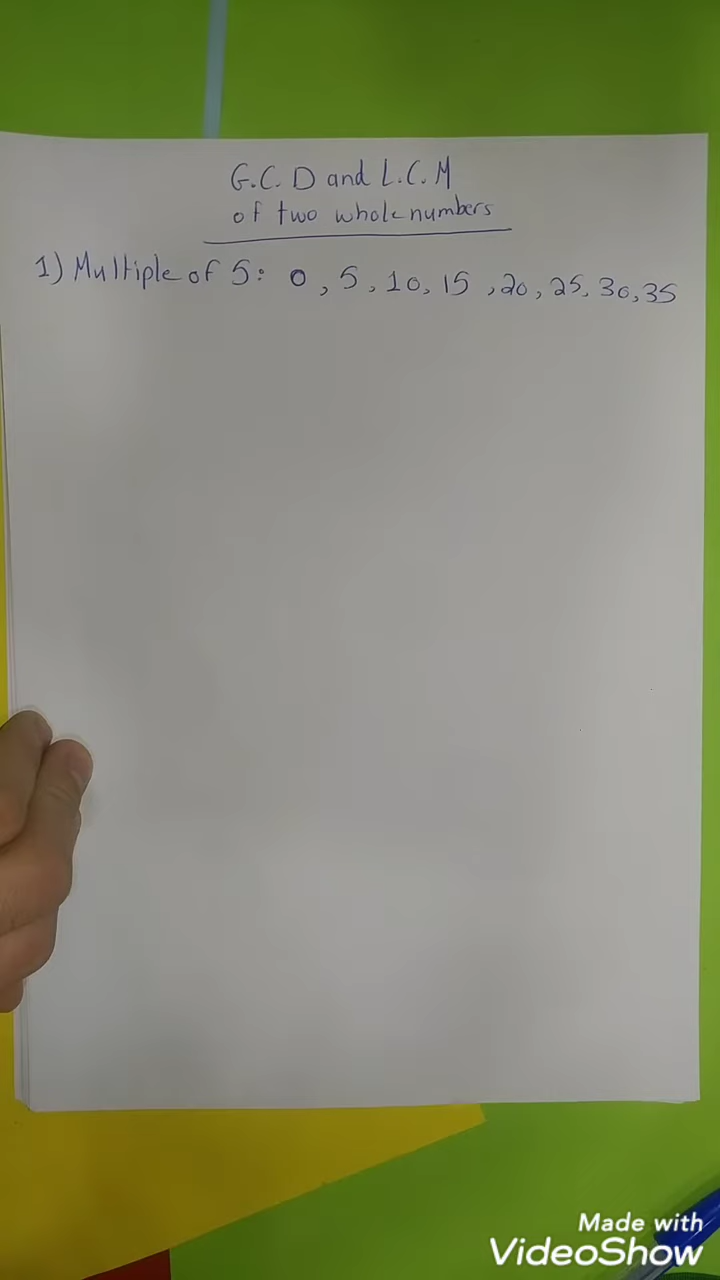 G.C.D and L.C.M
of two whole numbers
1) Multiple of 5: 0, 5, 10, 15, 20, 25, 30, 35
Made with
VideoShow